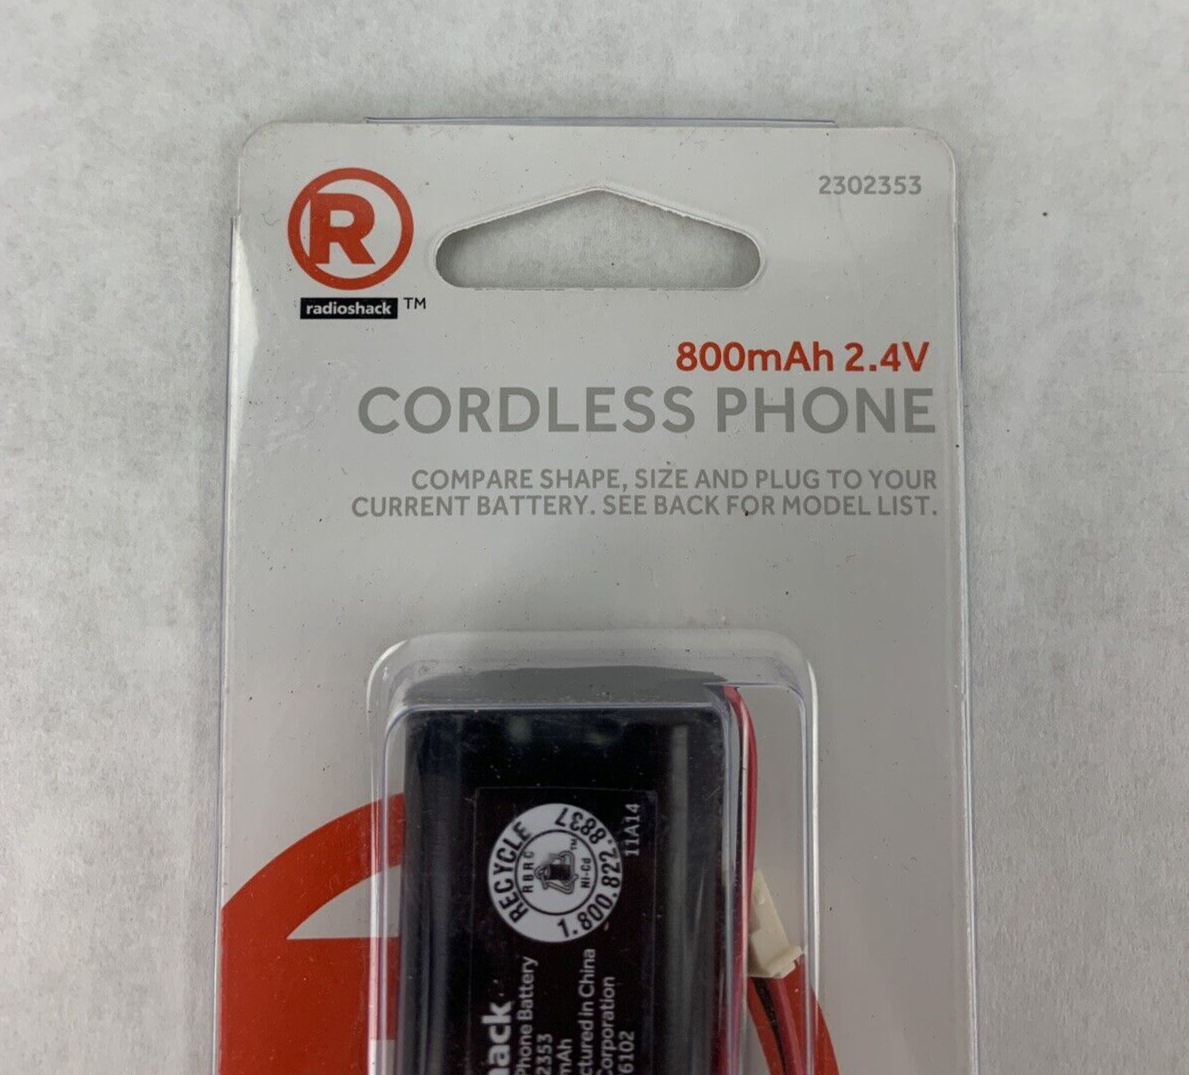 2302353
R
radioshack™
800mAh 2.4V
CORDLESS PHONE
COMPARE SHAPE, SIZE AND PLUG TO YOUR
CURRENT BATTERY. SEE BACK FOR MODEL LIST.
RECYCLE
1.800.822.8837
RBRC
™
Ni-Cd
11A14
hack.
Phone Battery
2353
mAh
ctured in China
Corporation
6102